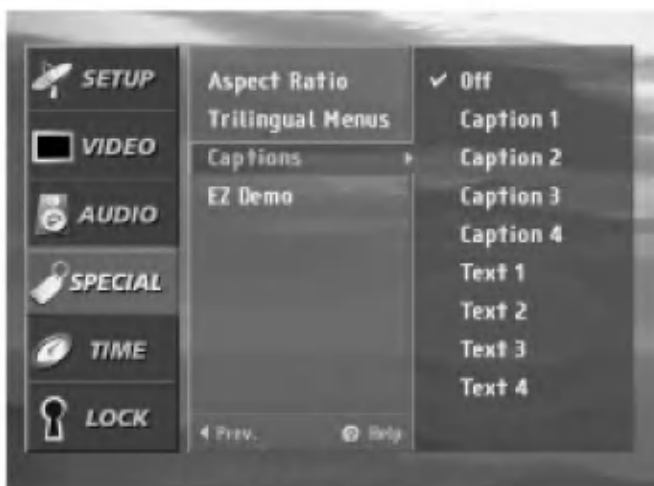 SETUP
VIDEO
AUDIO
SPECIAL
TIME
LOCK
Aspect Ratio
Trilingual Menus
Captions
EZ Demo
Prev.
Help
✓ Off
Caption 1
Caption 2
Caption 3
Caption 4
Text 1
Text 2
Text 3
Text 4